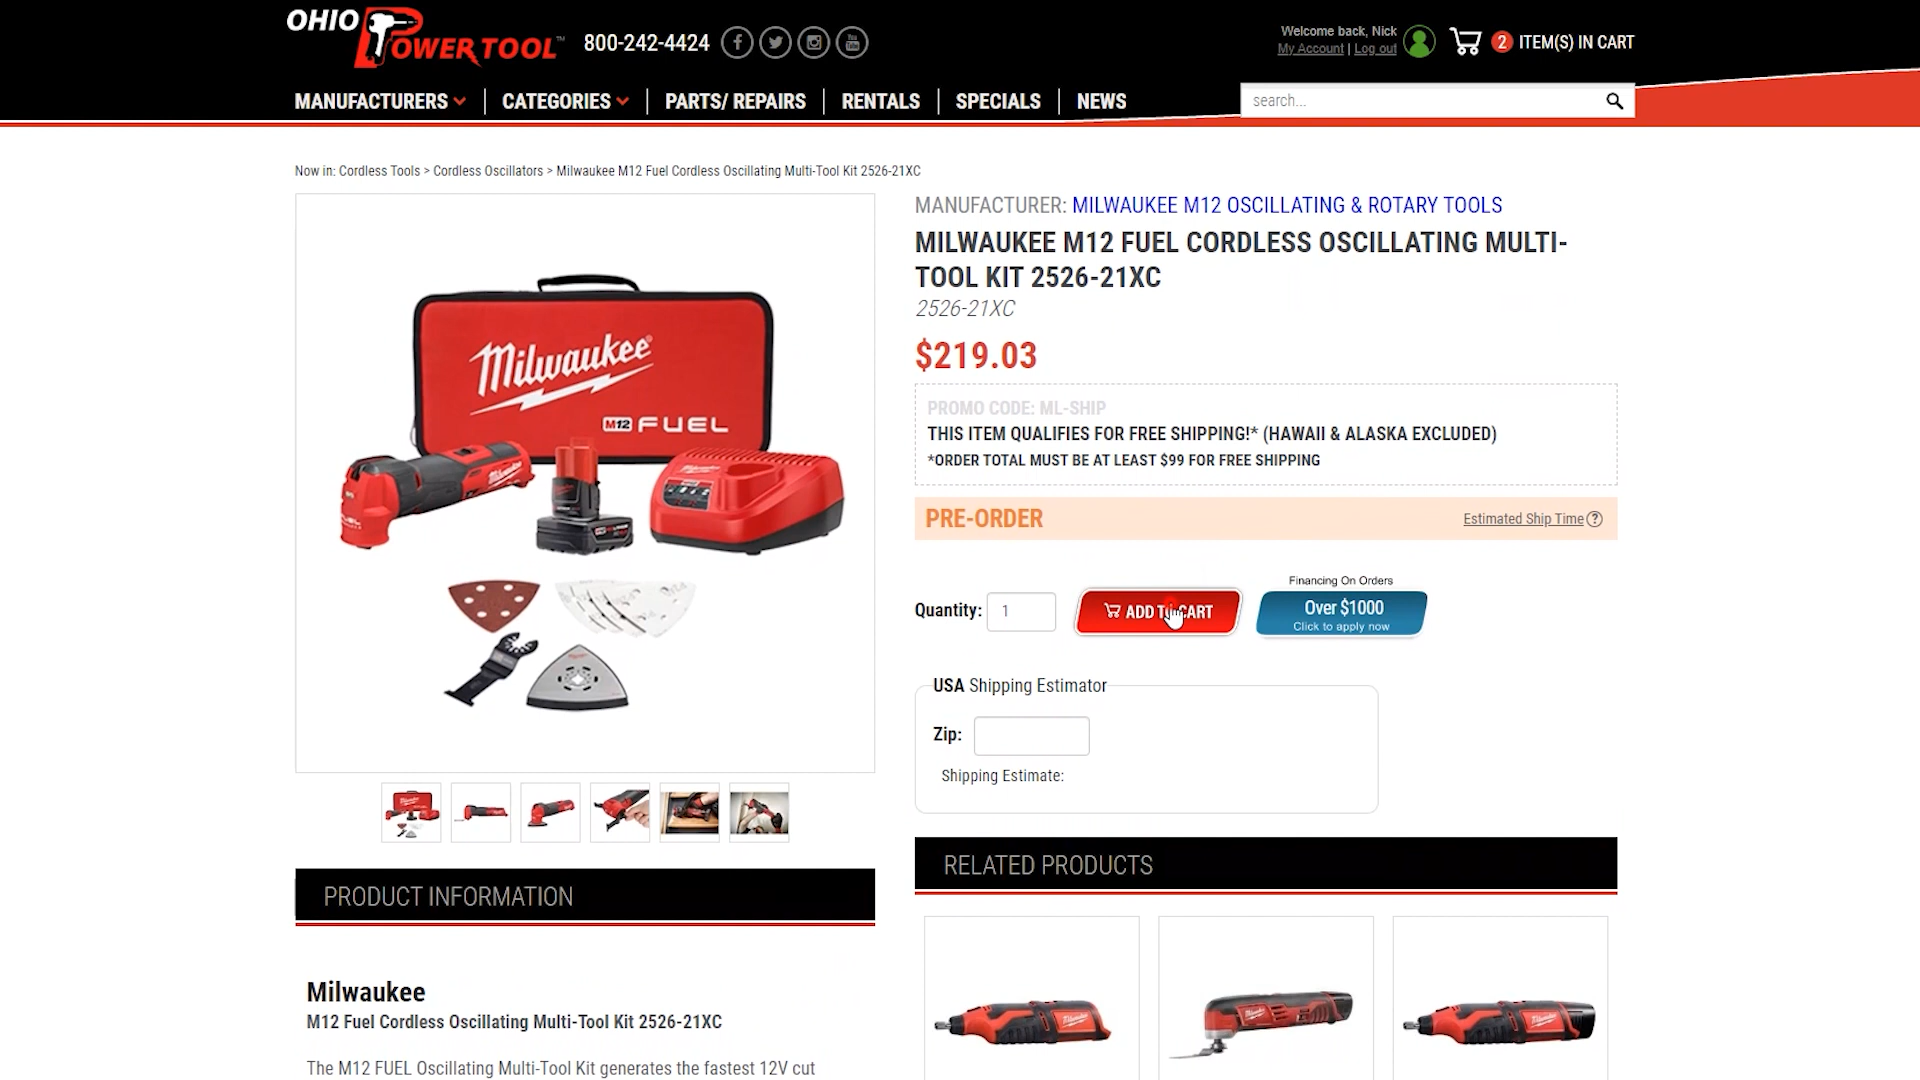 OHIO POWER TOOL™
800-242-4424
Welcome back, Nick
My Account | Log out
2 ITEM(S) IN CART
MANUFACTURERS
CATEGORIES
PARTS/ REPAIRS
RENTALS
SPECIALS
NEWS
search...
Now in: Cordless Tools > Cordless Oscillators > Milwaukee M12 Fuel Cordless Oscillating Multi-Tool Kit 2526-21XC
Milwaukee
M12 FUEL
MANUFACTURER: MILWAUKEE M12 OSCILLATING & ROTARY TOOLS
MILWAUKEE M12 FUEL CORDLESS OSCILLATING MULTI-
TOOL KIT 2526-21XC
2526-21XC
$219.03
PROMO CODE: ML-SHIP
THIS ITEM QUALIFIES FOR FREE SHIPPING!* (HAWAII & ALASKA EXCLUDED)
*ORDER TOTAL MUST BE AT LEAST $99 FOR FREE SHIPPING
PRE-ORDER
Estimated Ship Time ?
Quantity: 1
ADD TO CART
Financing On Orders
Over $1000
Click to apply now
USA Shipping Estimator
Zip:
Shipping Estimate:
RELATED PRODUCTS
PRODUCT INFORMATION
Milwaukee
M12 Fuel Cordless Oscillating Multi-Tool Kit 2526-21XC
The M12 FUEL Oscillating Multi-Tool Kit generates the fastest 12V cut